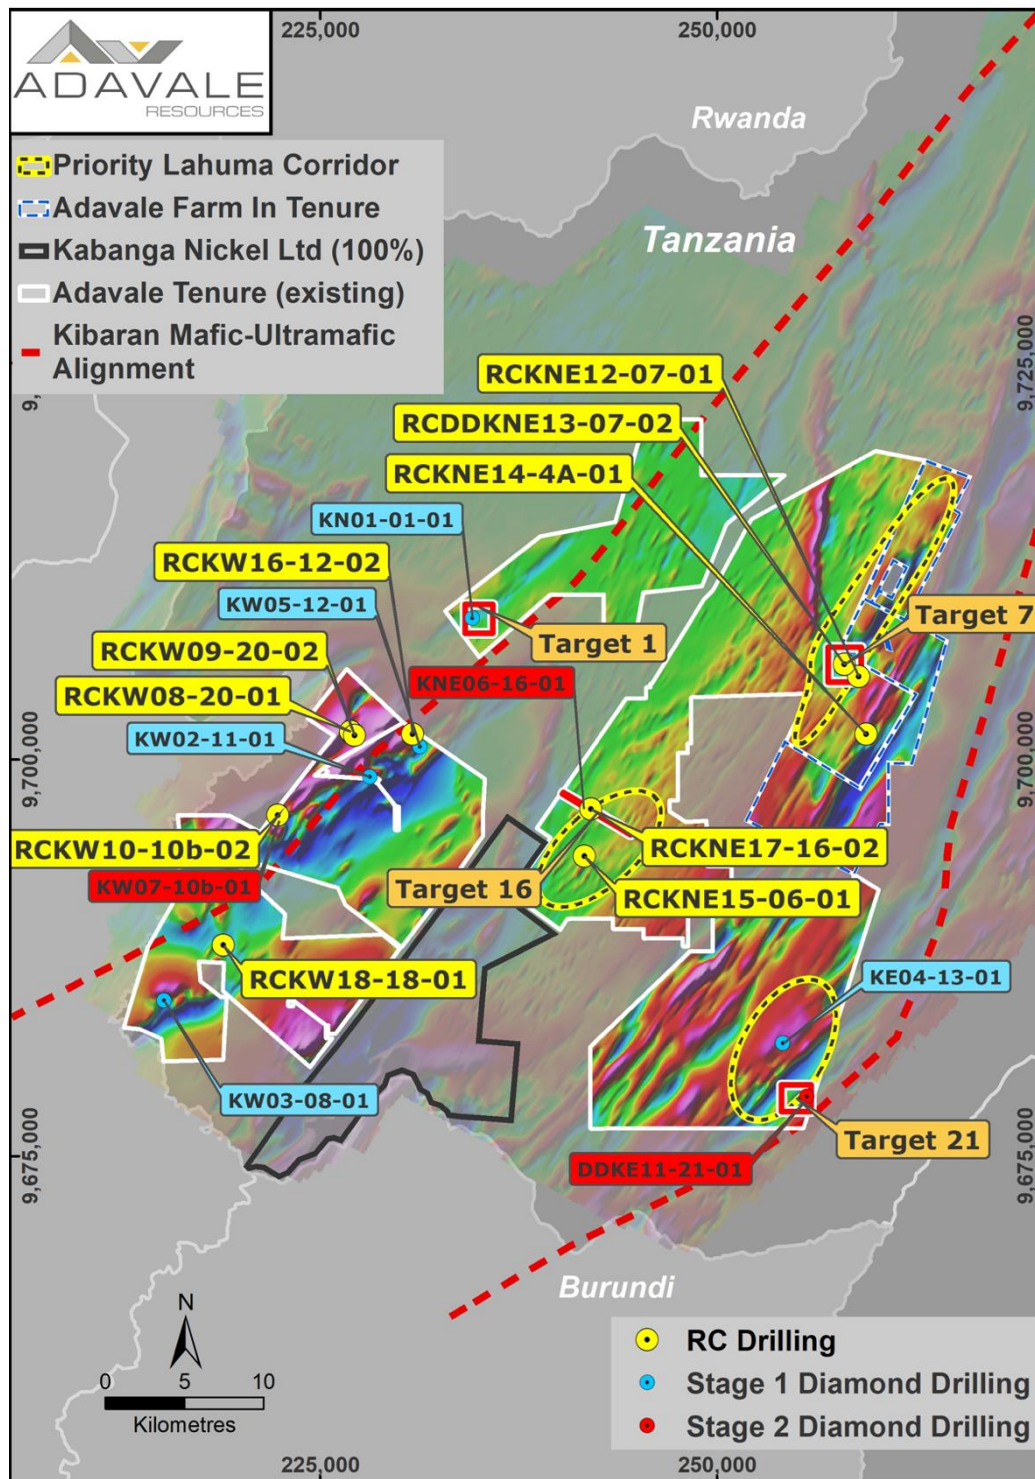 225,000
250,000
ADAVALE
RESOURCES
Rwanda
Priority Lahuma Corridor
Adavale Farm In Tenure
Kabanga Nickel Ltd (100%)
Adavale Tenure (existing)
Kibaran Mafic-Ultramafic
Alignment
Tanzania
9,725,000
RCKNE12-07-01
RCDDKNE13-07-02
RCKNE14-4A-01
KN01-01-01
RCKW16-12-02
KW05-12-01
Target 1
Target 7
RCKW09-20-02
KNE06-16-01
RCKW08-20-01
KW02-11-01
9,700,000
9,700,000
RCKW10-10b-02
RCKNE17-16-02
KW07-10b-01
Target 16
RCKNE15-06-01
RCKW18-18-01
KE04-13-01
KW03-08-01
Target 21
9,675,000
9,675,000
DDKE11-21-01
Burundi
N
0 5 10
Kilometres
RC Drilling
Stage 1 Diamond Drilling
Stage 2 Diamond Drilling
225,000
250,000